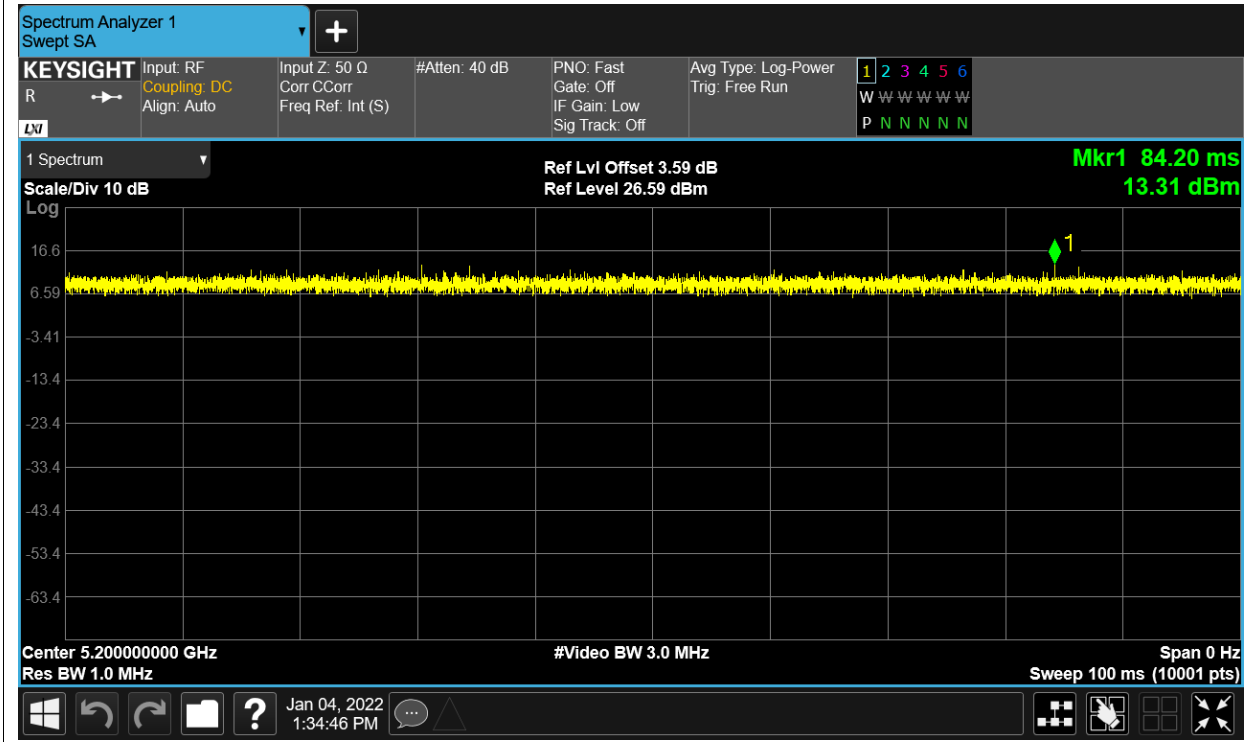 Spectrum Analyzer 1
Swept SA
+
KEYSIGHT
R
LXI
Input: RF
Coupling: DC
Align: Auto
Input Z: 50 Ω
Corr CCorr
Freq Ref: Int (S)
#Atten: 40 dB
PNO: Fast
Gate: Off
IF Gain: Low
Sig Track: Off
Avg Type: Log-Power
Trig: Free Run
1 2 3 4 5 6
W W W W W W
P N N N N N
1 Spectrum
Scale/Div 10 dB
Log
Ref Lvl Offset 3.59 dB
Ref Level 26.59 dBm
Mkr1 84.20 ms
13.31 dBm
1
16.6
6.59
-3.41
-13.4
-23.4
-33.4
-43.4
-53.4
-63.4
Center 5.200000000 GHz
Res BW 1.0 MHz
#Video BW 3.0 MHz
Span 0 Hz
Sweep 100 ms (10001 pts)
?
Jan 04, 2022
1:34:46 PM